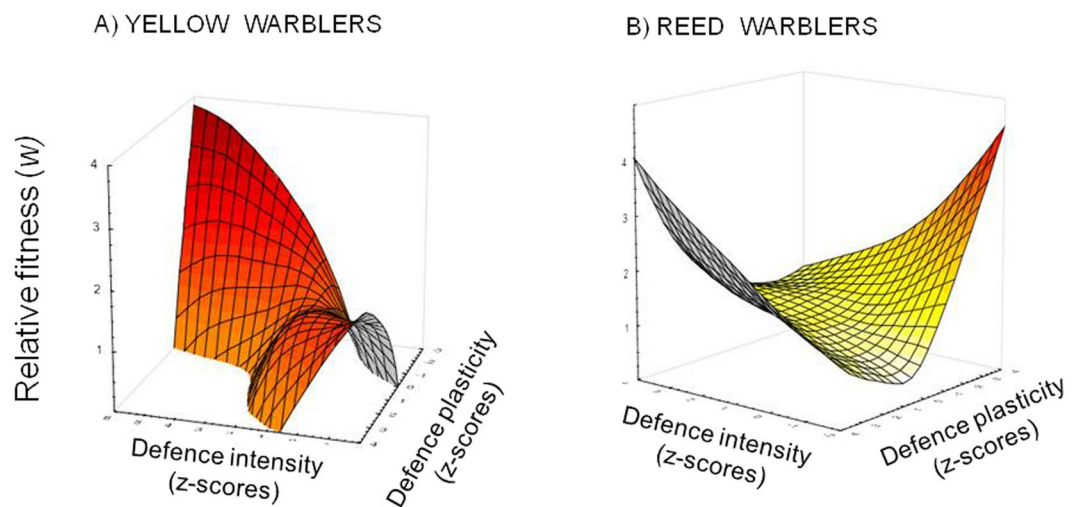 A) YELLOW WARBLERS
B) REED WARBLERS
Relative fitness (w)
4
3
2
1
Defence intensity
(z-scores)
Defence plasticity
(z-scores)
4
3
2
1
Defence intensity
(z-scores)
Defence plasticity
(z-scores)